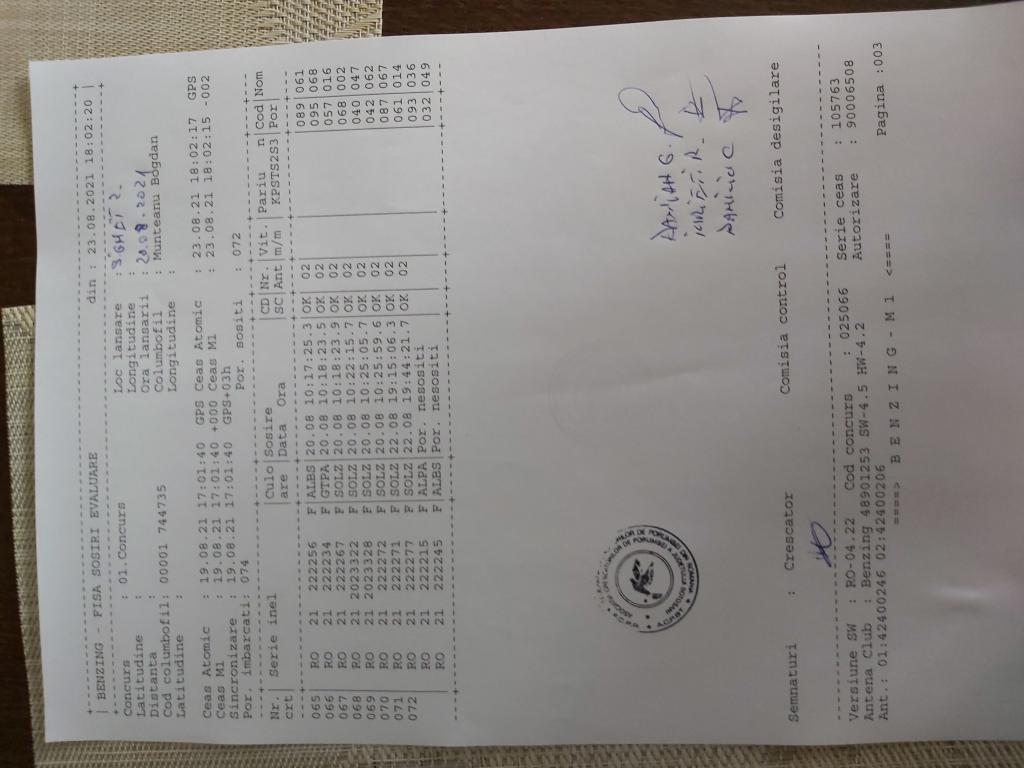 | BENZING - FISA SOSIRI EVALUARE din : 23.08.2021 18:02:20 |
Concurs : 01.Concurs Loc lansare : SIGHET 2
Latitudine : Longitudine :
Distanta : Ora lansarii : 20.08.2021
Cod columbofil: 00001 744735 Columbofil : Munteanu Bogdan
Latitudine : Longitudine :
Ceas Atomic : 19.08.21 17:01:40 GPS Ceas Atomic : 23.08.21 18:02:17 GPS
Ceas M1 : 19.08.21 17:01:40 +000 Ceas M1 : 23.08.21 18:02:15 -002
Sincronizare : 19.08.21 17:01:40 GPS+03h
Por. imbarcati: 074 Por. sositi : 072
Nr.| Serie inel | Culo | Sosire | CD | Nr. | Vit. | Pariu n | Cod | Nom
crt | are | Data Ora | SC | Ant | m/m | KPSTS2S3 | Por |
065 | RO 21 2222256 F | ALBS | 20.08 10:17:25.3 | OK | 02 | 089 | 061
066 | RO 21 2222234 F | GTPA | 20.08 10:18:23.5 | OK | 02 | 095 | 068
067 | RO 21 2222267 F | SOLZ | 20.08 10:18:23.9 | OK | 02 | 057 | 016
068 | RO 21 2023322 F | SOLZ | 20.08 10:22:15.7 | OK | 02 | 068 | 002
069 | RO 21 2023328 F | SOLZ | 20.08 10:25:05.7 | OK | 02 | 040 | 047
070 | RO 21 2222272 F | SOLZ | 20.08 10:25:59.6 | OK | 02 | 042 | 062
071 | RO 21 2222271 F | SOLZ | 22.08 19:15:06.3 | OK | 02 | 087 | 067
072 | RO 21 2222277 F | SOLZ | 22.08 19:44:21.7 | OK | 02 | 061 | 014
RO 21 2222215 F | ALPA | Por. nesositi | 093 | 036
RO 21 2222245 F | ALBS | Por. nesositi | 032 | 049
DAMIAN G.
DAMINIC C
Semnaturi : Crescator Comisia control Comisia desigilare
Versiune SW : RO-04.22 Cod concurs : 025066 Serie ceas : 105763
Antena Club : Benzing 48901253 SW-4.5 HW-4.2 Autorizare : 90006508
Ant.: 01:42400246 02:42400206
====> B E N Z I N G - M 1 <==== Pagina :003